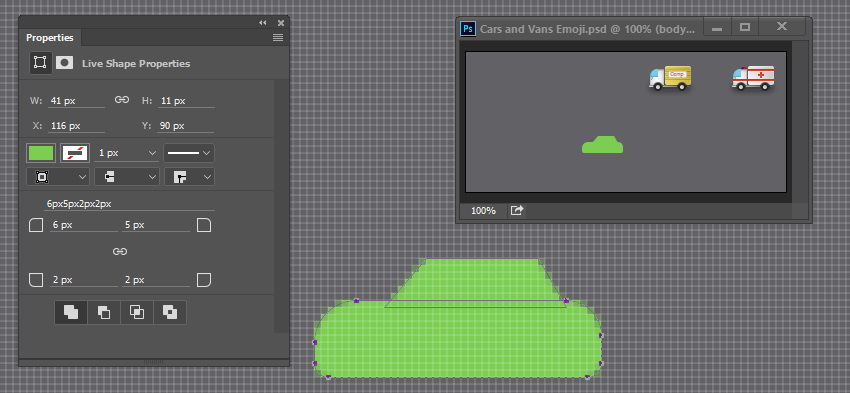 Properties
Live Shape Properties
W: 41 px H: 11 px
X: 116 px Y: 90 px
1 px
6px5px2px2px
6 px 5 px
2 px 2 px
Ps Cars and Vans Emoji.psd @ 100% (body...
Comp
100%